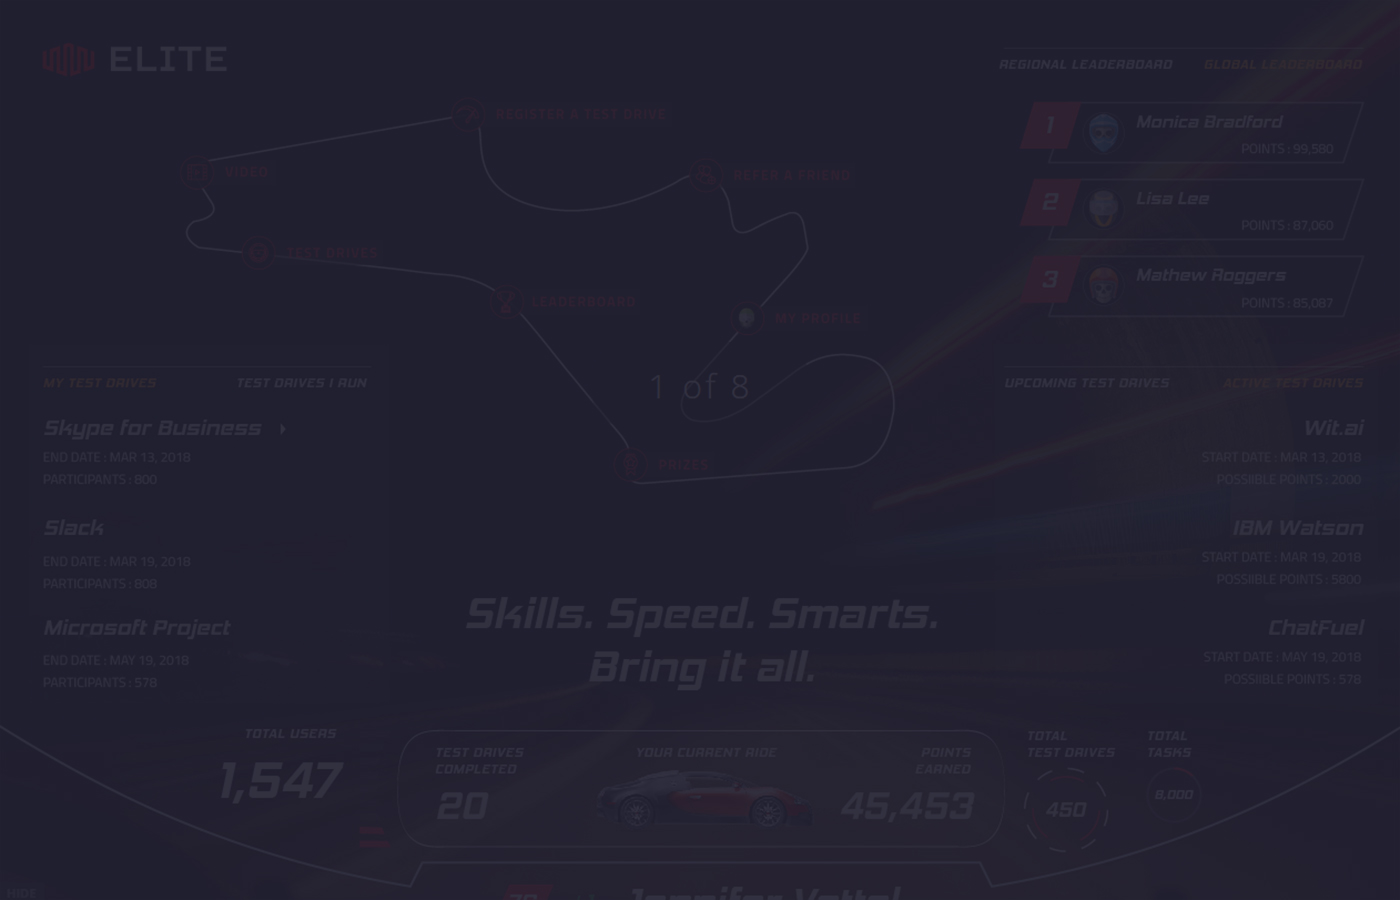 ELITE
REGIONAL LEADERBOARD
GLOBAL LEADERBOARD
REGISTER A TEST DRIVE
VIDEO
REFER A FRIEND
TEST DRIVES
LEADERBOARD
MY PROFILE
PRIZES
1
Monica Bradford
POINTS : 99,580
2
Lisa Lee
POINTS : 87,060
3
Mathew Roggers
POINTS : 85,087
1 of 8
MY TEST DRIVES
TEST DRIVES I RUN
Skype for Business
END DATE : MAR 13, 2018
PARTICIPANTS : 800
Slack
END DATE : MAR 19, 2018
PARTICIPANTS : 808
Microsoft Project
END DATE : MAY 19, 2018
PARTICIPANTS : 578
UPCOMING TEST DRIVES
ACTIVE TEST DRIVES
Wit.ai
START DATE : MAR 13, 2018
POSSIIBLE POINTS : 2000
IBM Watson
START DATE : MAR 19, 2018
POSSIIBLE POINTS : 5800
ChatFuel
START DATE : MAY 19, 2018
POSSIIBLE POINTS : 578
Skills. Speed. Smarts.
Bring it all.
TOTAL USERS
1,547
TEST DRIVES
COMPLETED
20
YOUR CURRENT RIDE
POINTS
EARNED
45,453
TOTAL
TEST DRIVES
450
TOTAL
TASKS
8,000
HIDE
Jennifer